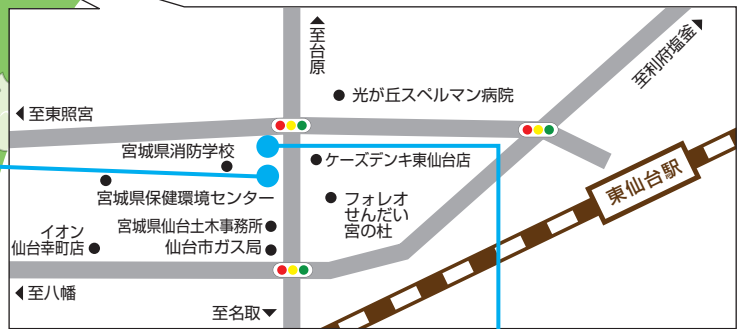 ▲至台原
至利府塩釜▲
● 光が丘スペルマン病院
◀至東照宮
宮城県消防学校
●ケーズデンキ東仙台店
東仙台駅
宮城県保健環境センター
● フォレオ
せんだい
宮の杜
宮城県仙台土木事務所●
イオン
仙台幸町店●
仙台市ガス局●
◀至八幡
至名取▼